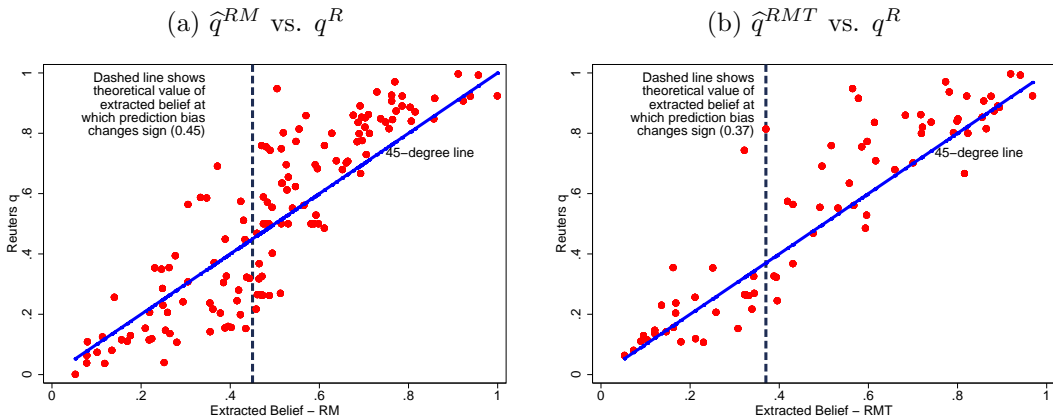 (a) q̂^{RM} vs. q^R
Dashed line shows
theoretical value of
extracted belief at
which prediction bias
changes sign (0.45)
45−degree line
Reuters q
0
.2
.4
.6
.8
1
0
.2
.4
.6
.8
1
Extracted Belief − RM
(b) q̂^{RMT} vs. q^R
Dashed line shows
theoretical value of
extracted belief at
which prediction bias
changes sign (0.37)
45−degree line
Reuters q
0
.2
.4
.6
.8
1
0
.2
.4
.6
.8
1
Extracted Belief − RMT